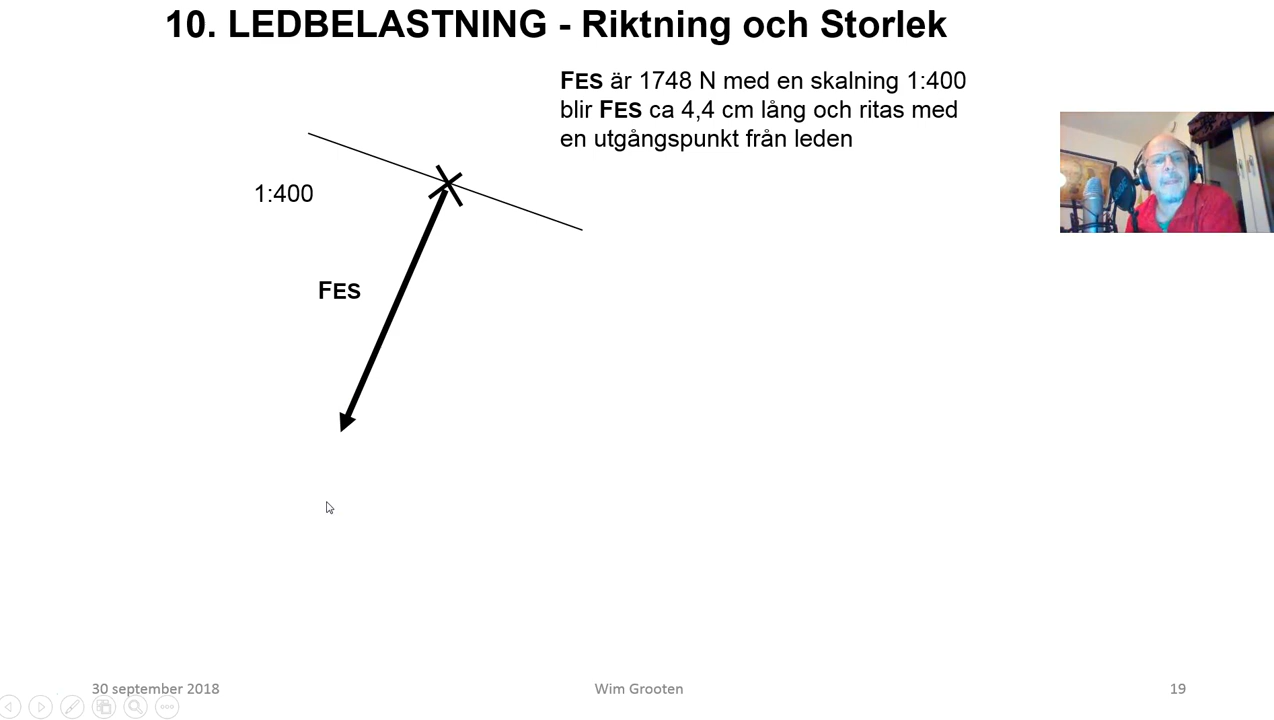 10. LEDBELASTNING - Riktning och Storlek
FES är 1748 N med en skalning 1:400
blir FES ca 4,4 cm lång och ritas med
en utgångspunkt från leden
1:400
FES
30 september 2018
Wim Grooten
19